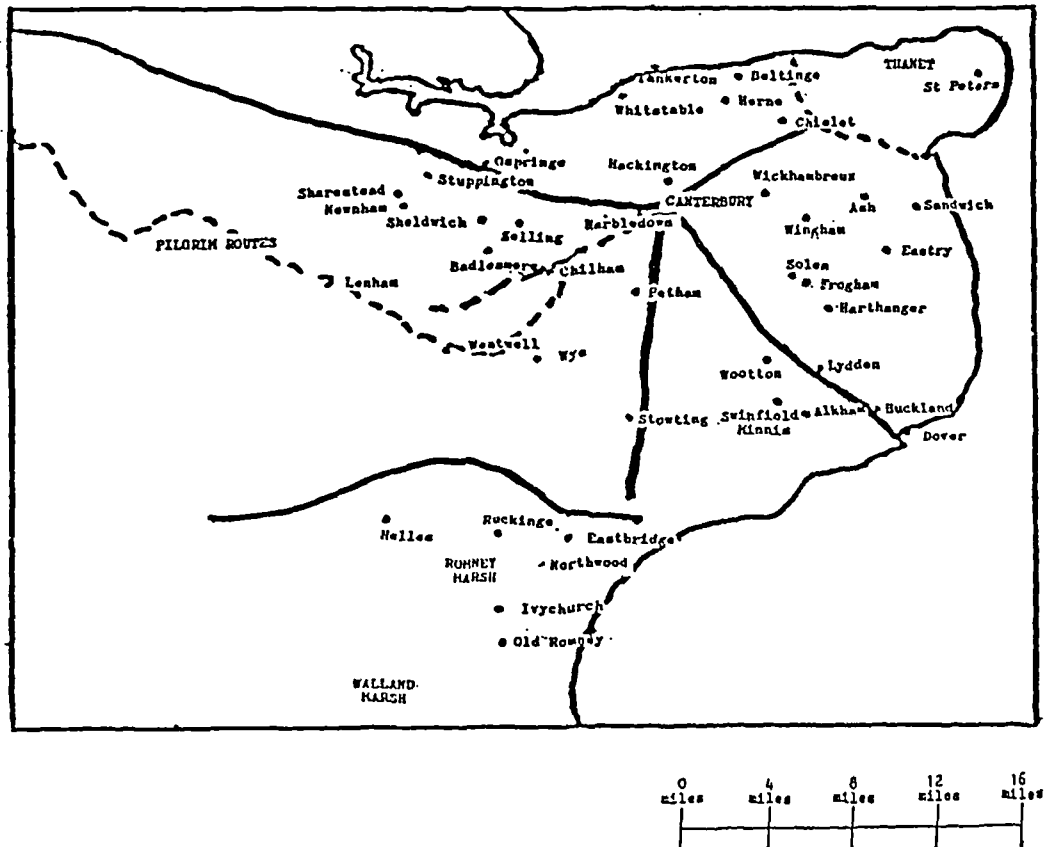 THANET
Tankerton
Beltinge
St Peters
Whitstable
Herne
Chislet
Ospringe
Hackington
Stuppington
Wickhambreux
Sharestead
Newnham
CANTERBURY
Ash
Sandwich
Sheldwich
Selling
Harbledown
Wingham
PILGRIM ROUTES
Eastry
Badlesmere
Chilham
Solen
Lenham
Frogham
Petham
Harthanger
Wentwell
Wye
Wootton
Lydden
Stowting
Swinfield
Minnis
Alkham
Buckland
Dover
Ruckinge
Helles
Eastbridge
ROMNEY
MARSH
Northwood
Ivychurch
Old Romney
WALLAND
MARSH
0 4 8 12 16
miles miles miles miles miles